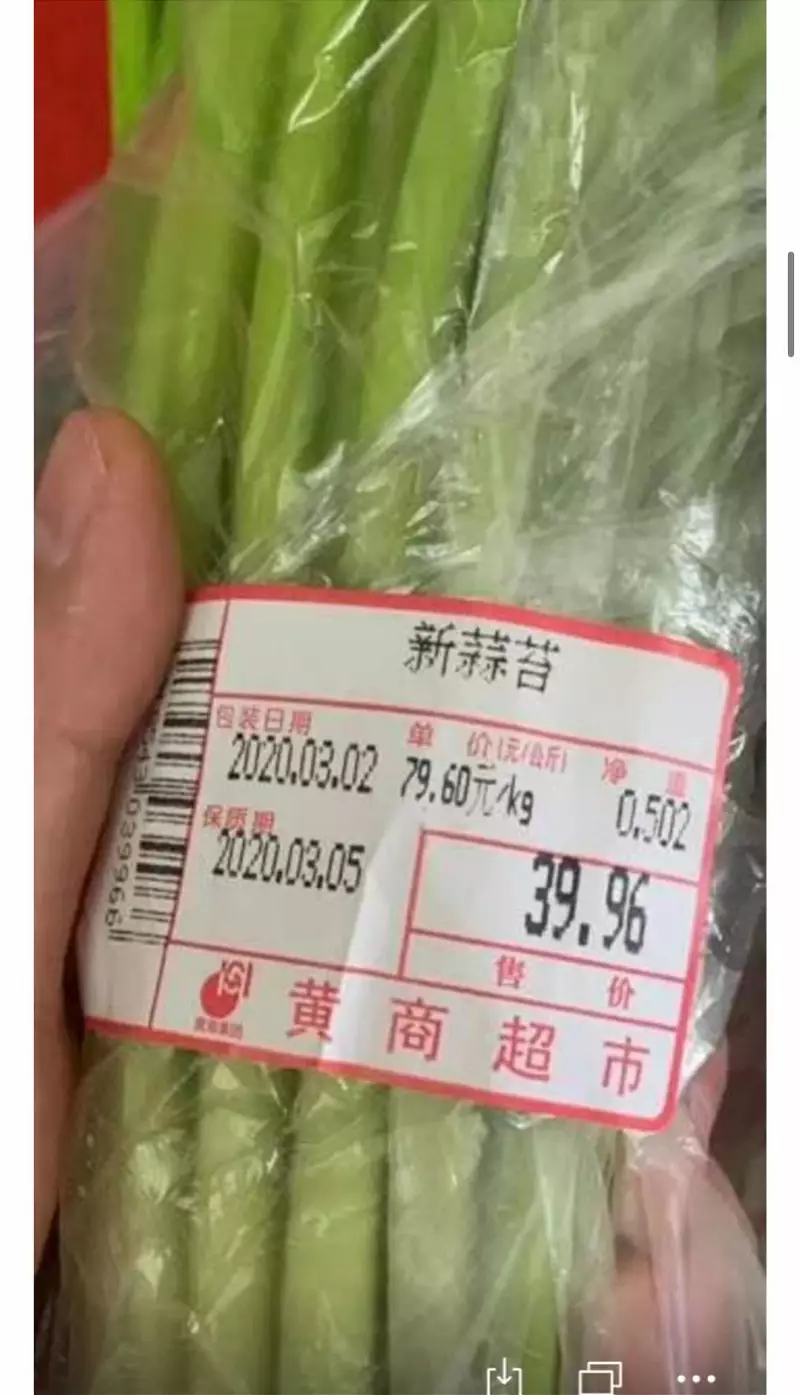 新蒜苔
包装日期 单 价(元/公斤) 净 重
2020.03.02 79.60元/kg 0.502
保质期
2020.03.05
39.96
售 价
黄商超市